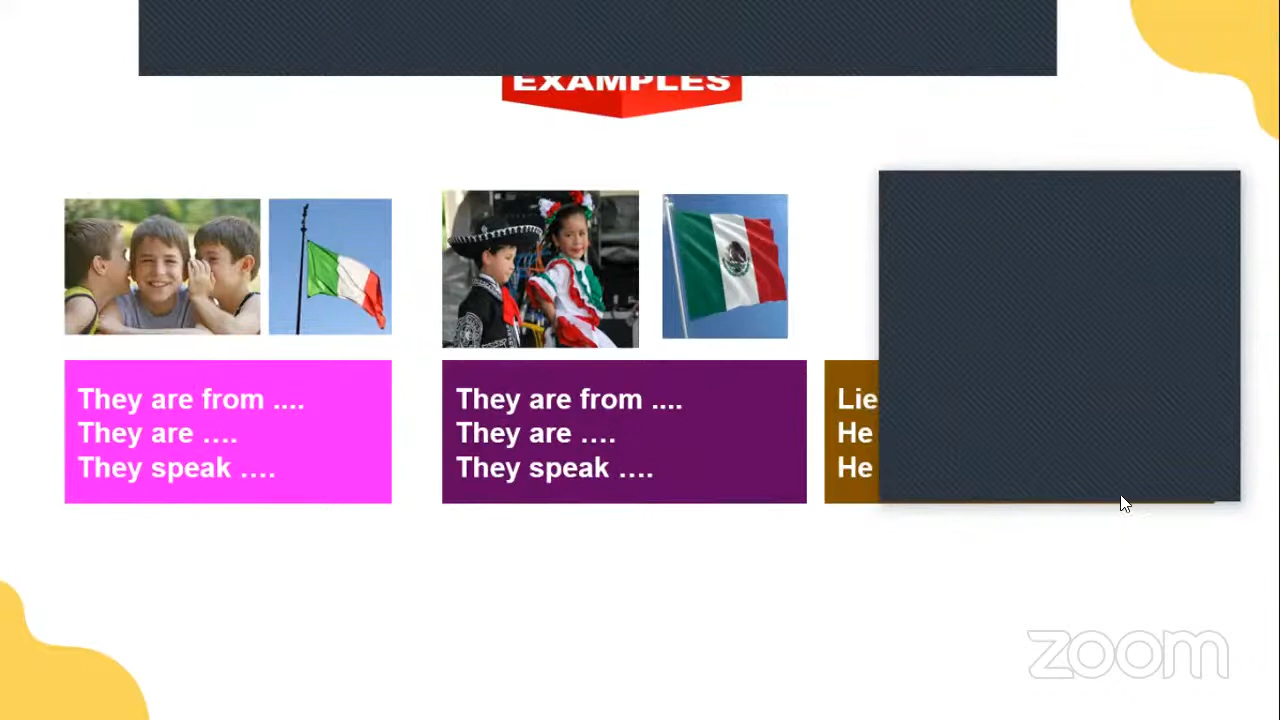 EXAMPLES
They are from ....
They are ....
They speak ....
They are from ....
They are ....
They speak ....
Lie
He
He
zoom